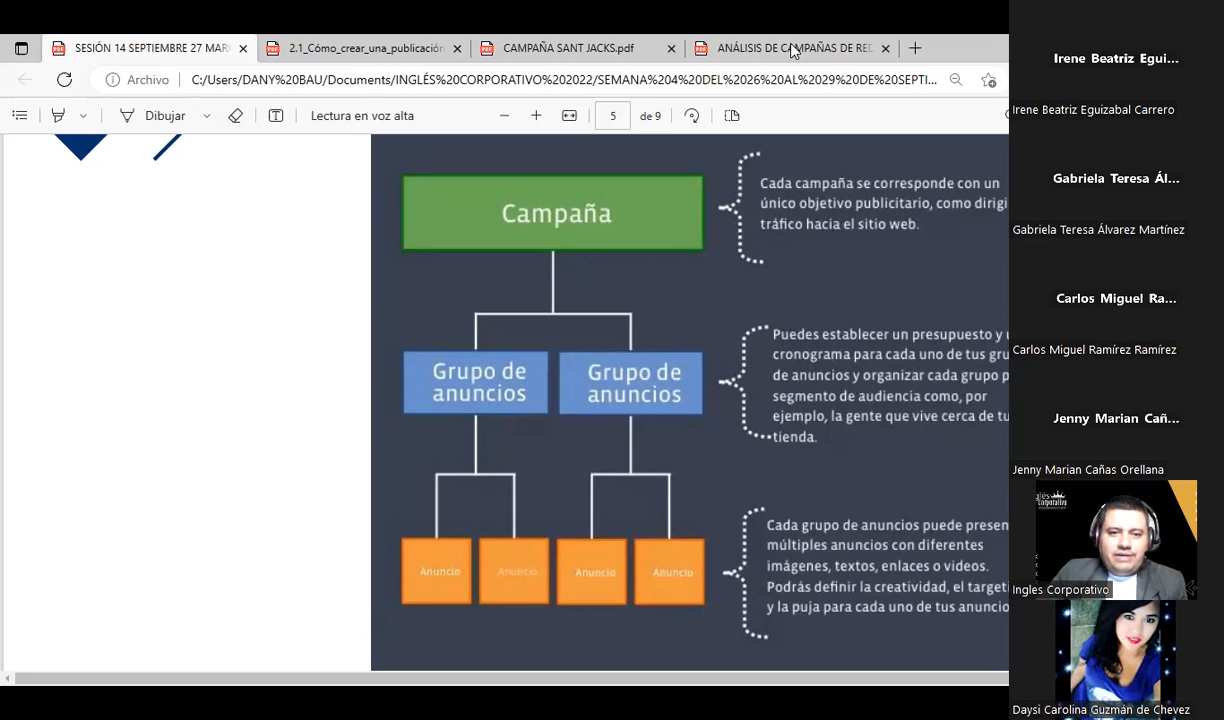 SESIÓN 14 SEPTIEMBRE 27 MAR
2.1_Cómo_crear_una_publicación
CAMPAÑA SANT JACKS.pdf
ANÁLISIS DE CAMPAÑAS DE RED
Archivo
C:/Users/DANY%20BAU/Documents/INGLÉS%20CORPORATIVO%202022/SEMANA%204%20DEL%2026%20AL%2029%20DE%20SEPTI...
Dibujar
Lectura en voz alta
5
de 9
Campaña
Cada campaña se corresponde con un
único objetivo publicitario, como dirigi
tráfico hacia el sitio web.
Grupo de
anuncios
Grupo de
anuncios
Puedes establecer un presupuesto y u
cronograma para cada uno de tus gru
de anuncios y organizar cada grupo p
segmento de audiencia como, por
ejemplo, la gente que vive cerca de tu
tienda.
Anuncio
Anuncio
Anuncio
Anuncio
Cada grupo de anuncios puede presen
múltiples anuncios con diferentes
imágenes, textos, enlaces o videos.
Podrás definir la creatividad, el targeti
y la puja para cada uno de tus anuncio
Irene Beatriz Egui...
Irene Beatriz Eguizabal Carrero
Gabriela Teresa Ál...
Gabriela Teresa Álvarez Martínez
Carlos Miguel Ra...
Carlos Miguel Ramírez Ramírez
Jenny Marian Cañ...
Jenny Marian Cañas Orellana
glés
Corporativo
Ingles Corporativo
Daysi Carolina Guzmán de Chevez